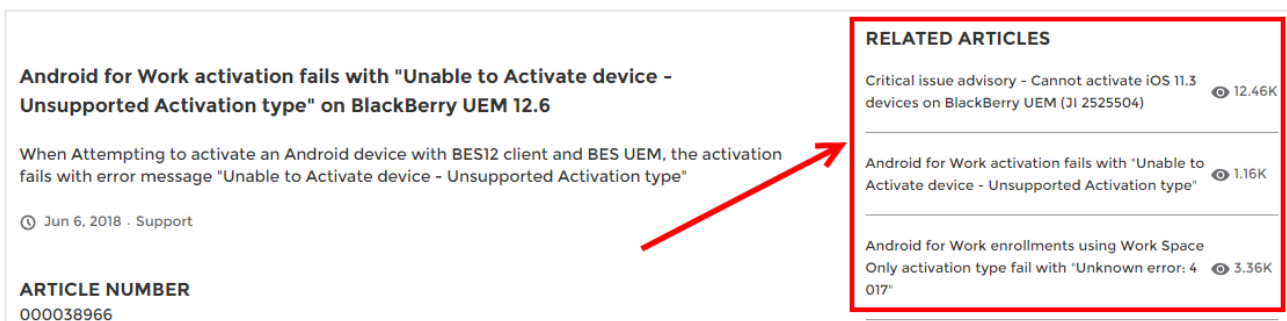 Android for Work activation fails with "Unable to Activate device -
Unsupported Activation type" on BlackBerry UEM 12.6
When Attempting to activate an Android device with BES12 client and BES UEM, the activation
fails with error message "Unable to Activate device - Unsupported Activation type"
Jun 6, 2018 · Support
ARTICLE NUMBER
000038966
RELATED ARTICLES
Critical issue advisory - Cannot activate iOS 11.3
devices on BlackBerry UEM (JI 2525504)
12.46K
Android for Work activation fails with "Unable to
Activate device - Unsupported Activation type"
1.16K
Android for Work enrollments using Work Space
Only activation type fail with "Unknown error: 4
017"
3.36K